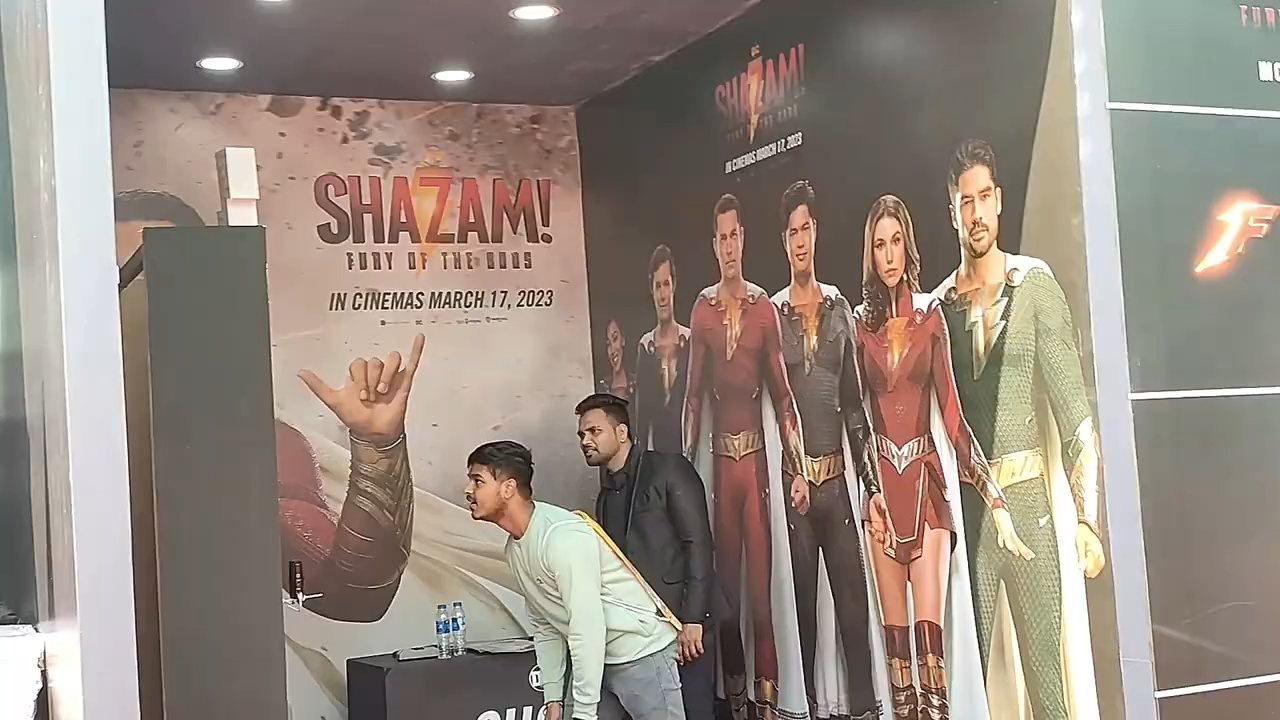 SHAZAM!
FURY OF THE GODS
IN CINEMAS MARCH 17, 2023
DC
SHAZAM!
FURY OF THE GODS
IN CINEMAS MARCH 17, 2023